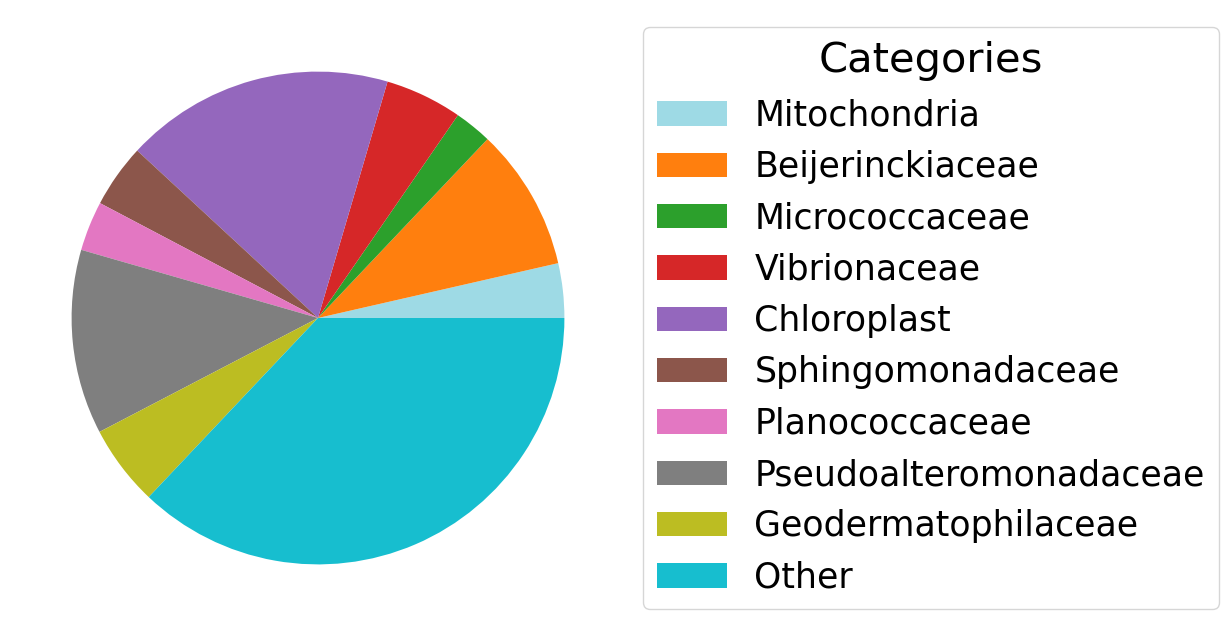 Categories
Mitochondria
Beijerinckiaceae
Micrococcaceae
Vibrionaceae
Chloroplast
Sphingomonadaceae
Planococcaceae
Pseudoalteromonadaceae
Geodermatophilaceae
Other